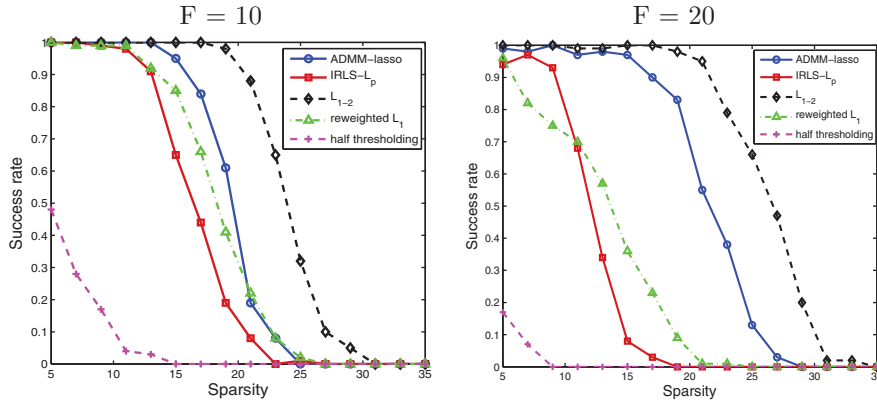 F = 10
F = 20
1
0.9
0.8
0.7
0.6
0.5
0.4
0.3
0.2
0.1
0
Success rate
5
10
15
20
25
30
35
Sparsity
ADMM−lasso
IRLS−Lp
L1−2
reweighted L1
half thresholding
1
0.9
0.8
0.7
0.6
0.5
0.4
0.3
0.2
0.1
0
Success rate
5
10
15
20
25
30
35
Sparsity
ADMM−lasso
IRLS−Lp
L1−2
reweighted L1
half thresholding